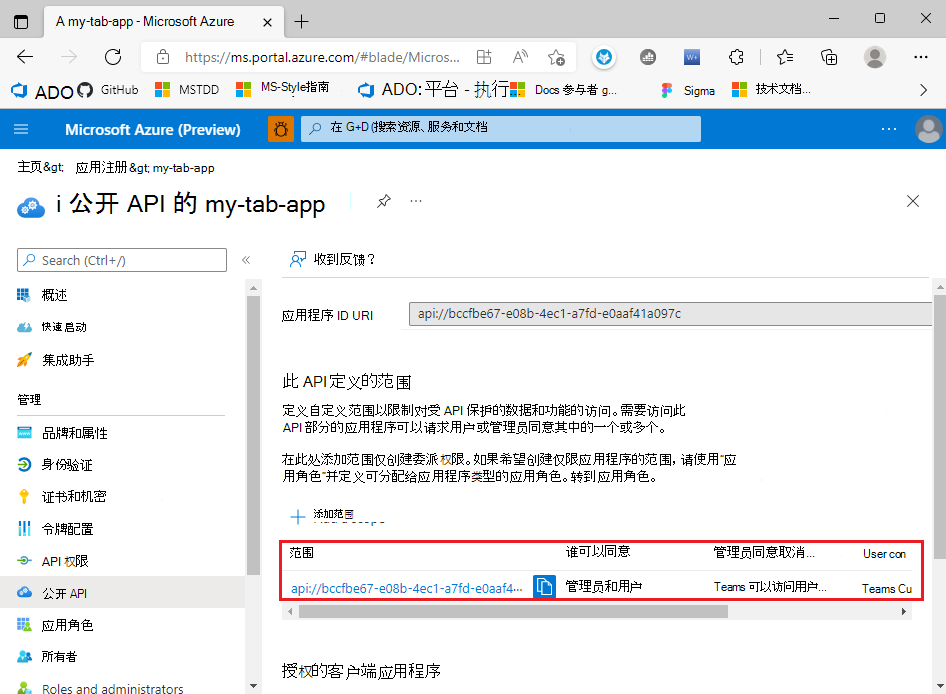 A my-tab-app - Microsoft Azure
https://ms.portal.azure.com/#blade/Micros...
ADO GitHub MSTDD MS-Style指南 ADO:平台 - 执行 Docs 参与者 g... Sigma 技术文档...
Microsoft Azure (Preview) 在 G+D (搜索资源、服务和文档
主页&gt; 应用注册&gt; my-tab-app
i 公开 API 的 my-tab-app
Search (Ctrl+/)
收到反馈？
概述
快速启动
集成助手
管理
品牌和属性
身份验证
证书和机密
令牌配置
API 权限
公开 API
应用角色
所有者
Roles and administrators
应用程序 ID URI api://bccfbe67-e08b-4ec1-a7fd-e0aaf41a097c
此 API 定义的范围
定义自定义范围以限制对受 API 保护的数据和功能的访问。需要访问此
API 部分的应用程序可以请求用户或管理员同意其中的一个或多个。
在此处添加范围仅创建委派权限。如果希望创建仅限应用程序的范围，请使用“应
用角色”并定义可分配给应用程序类型的应用角色。转到应用角色。
添加范围
范围 谁可以同意 管理员同意取消... User con
api://bccfbe67-e08b-4ec1-a7fd-e0aaf4... 管理员和用户 Teams 可以访问用户... Teams Cu
授权的客户端应用程序